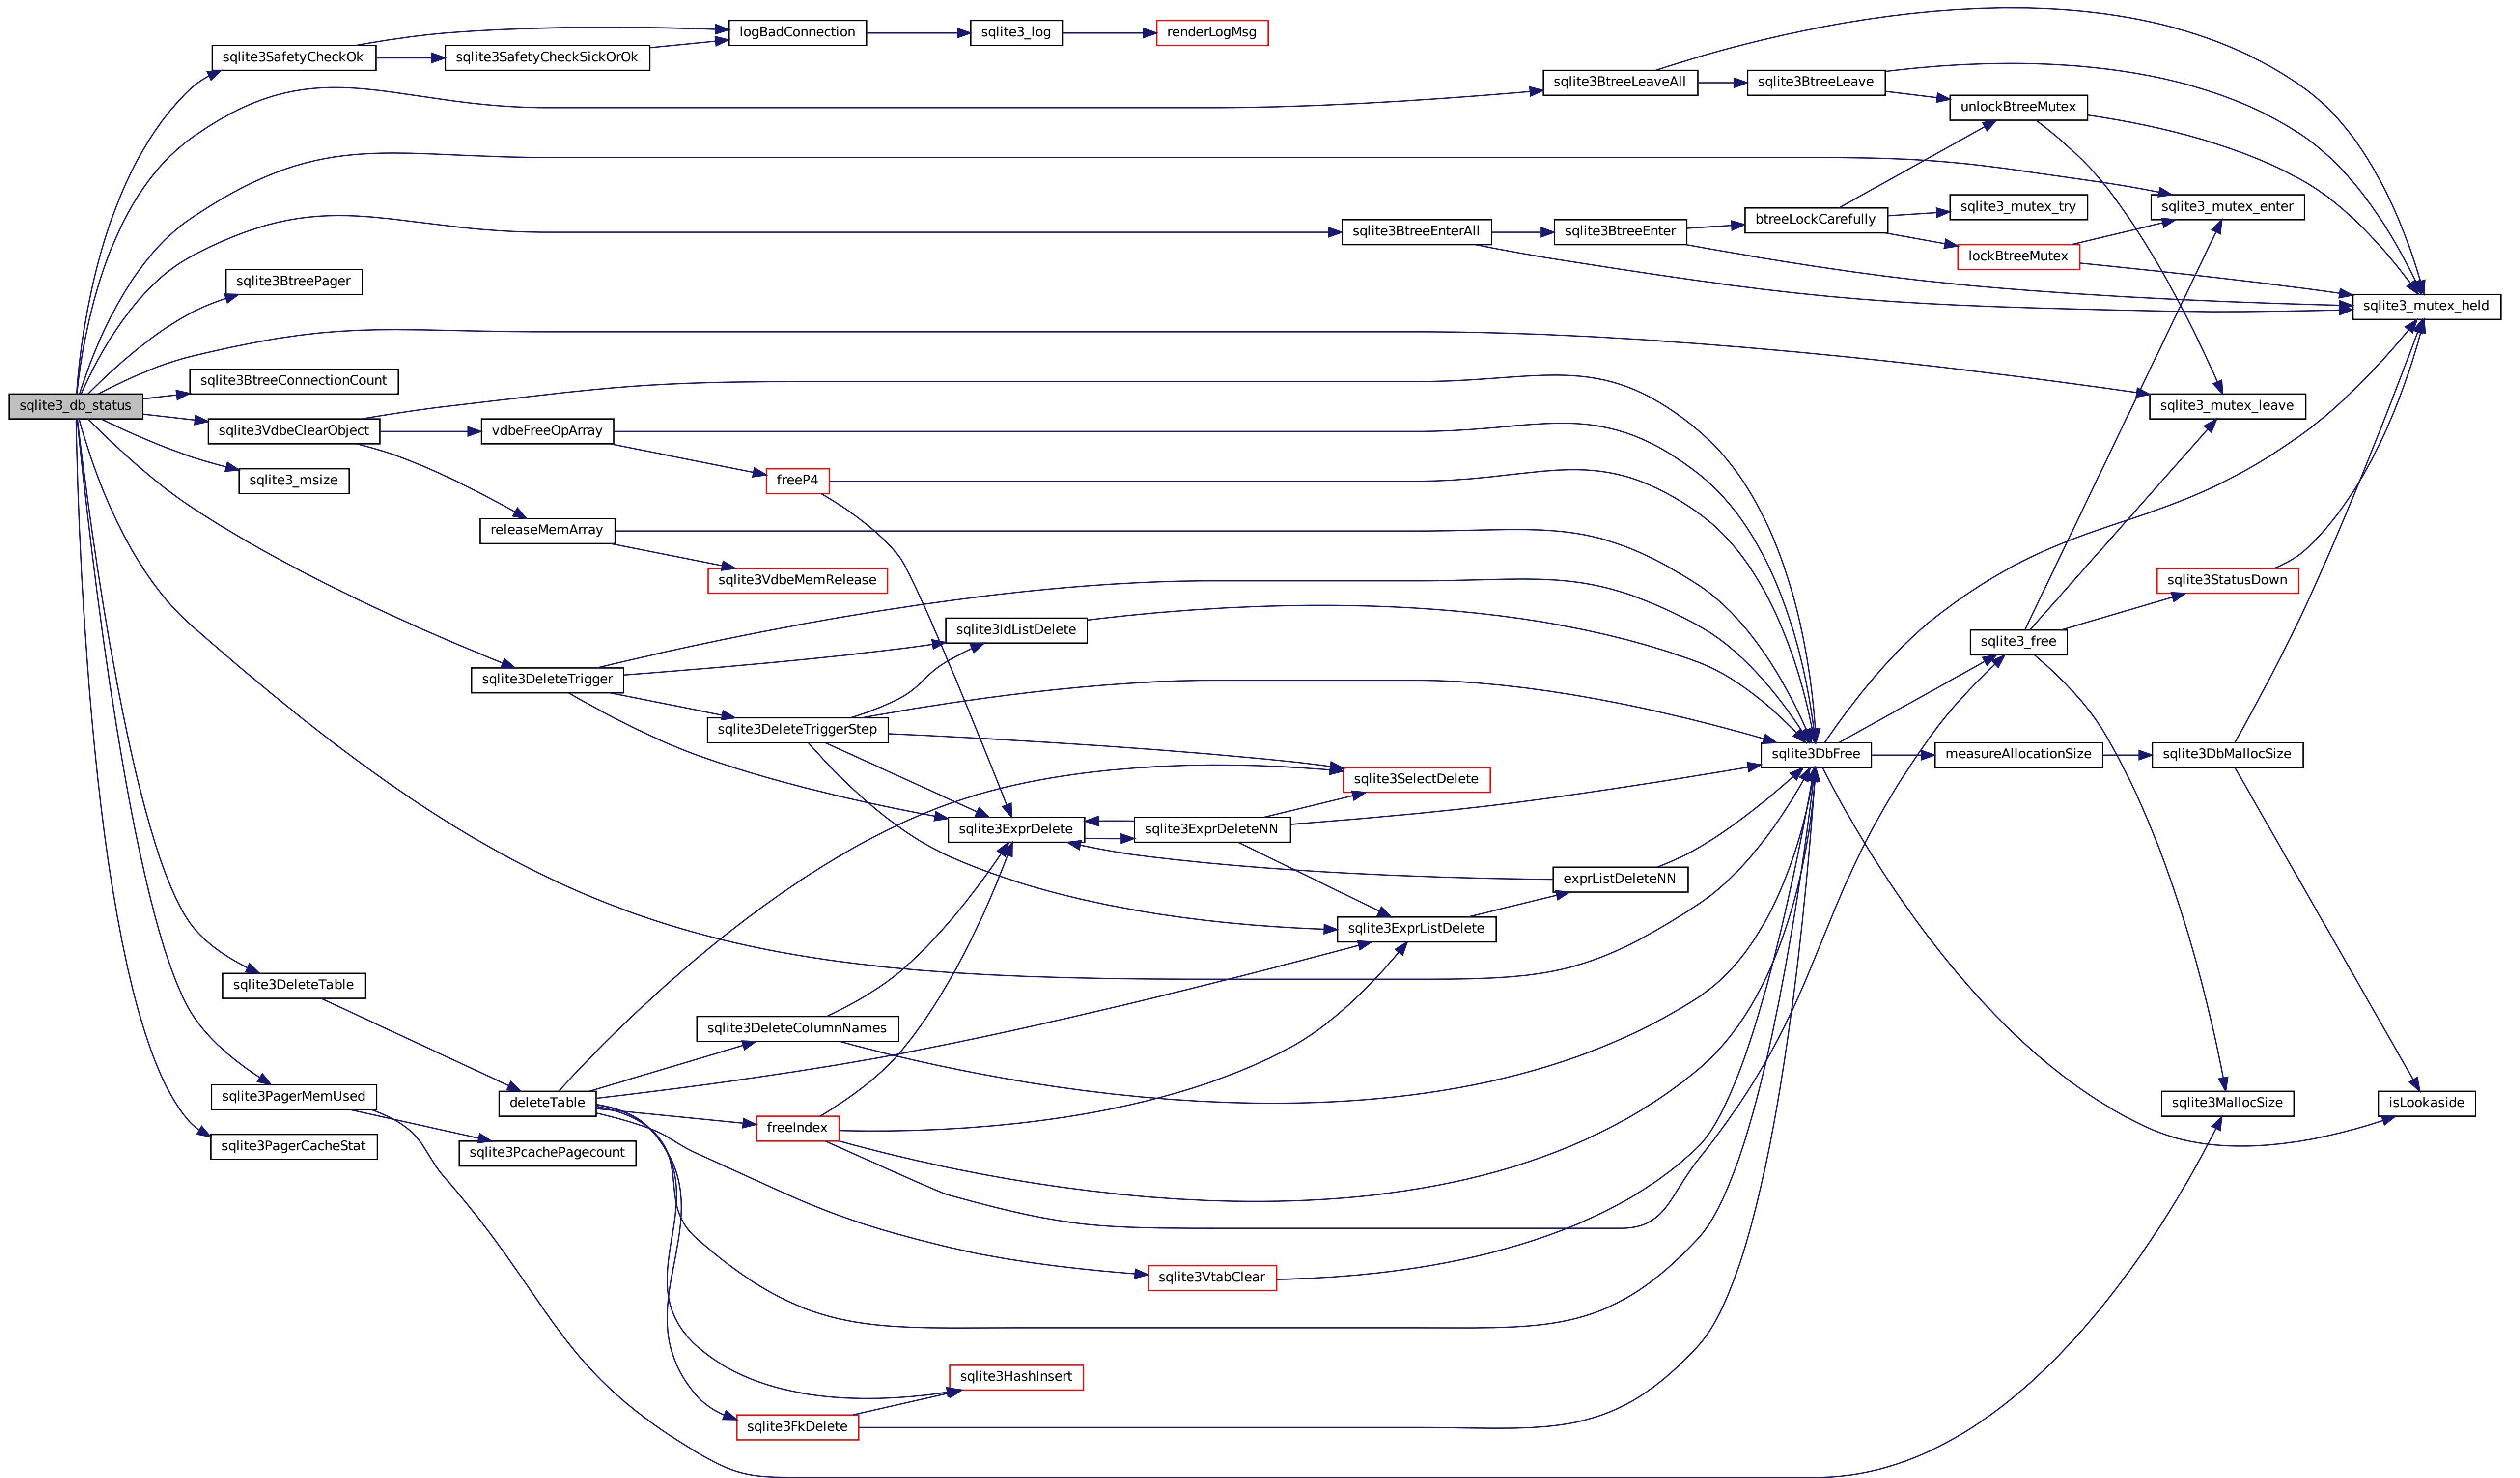 logBadConnection
sqlite3_log
renderLogMsg
sqlite3SafetyCheckOk
sqlite3SafetyCheckSickOrOk
sqlite3BtreeLeaveAll
sqlite3BtreeLeave
unlockBtreeMutex
sqlite3_mutex_try
sqlite3_mutex_enter
btreeLockCarefully
sqlite3BtreeEnterAll
sqlite3BtreeEnter
lockBtreeMutex
sqlite3BtreePager
sqlite3_mutex_held
sqlite3BtreeConnectionCount
sqlite3_db_status
sqlite3_mutex_leave
sqlite3VdbeClearObject
vdbeFreeOpArray
sqlite3_msize
freeP4
releaseMemArray
sqlite3VdbeMemRelease
sqlite3StatusDown
sqlite3IdListDelete
sqlite3_free
sqlite3DeleteTrigger
sqlite3DeleteTriggerStep
sqlite3DbFree
measureAllocationSize
sqlite3DbMallocSize
sqlite3SelectDelete
sqlite3ExprDelete
sqlite3ExprDeleteNN
exprListDeleteNN
sqlite3ExprListDelete
sqlite3DeleteTable
sqlite3DeleteColumnNames
sqlite3PagerMemUsed
deleteTable
sqlite3MallocSize
isLookaside
freeIndex
sqlite3PagerCacheStat
sqlite3PcachePagecount
sqlite3VtabClear
sqlite3HashInsert
sqlite3FkDelete